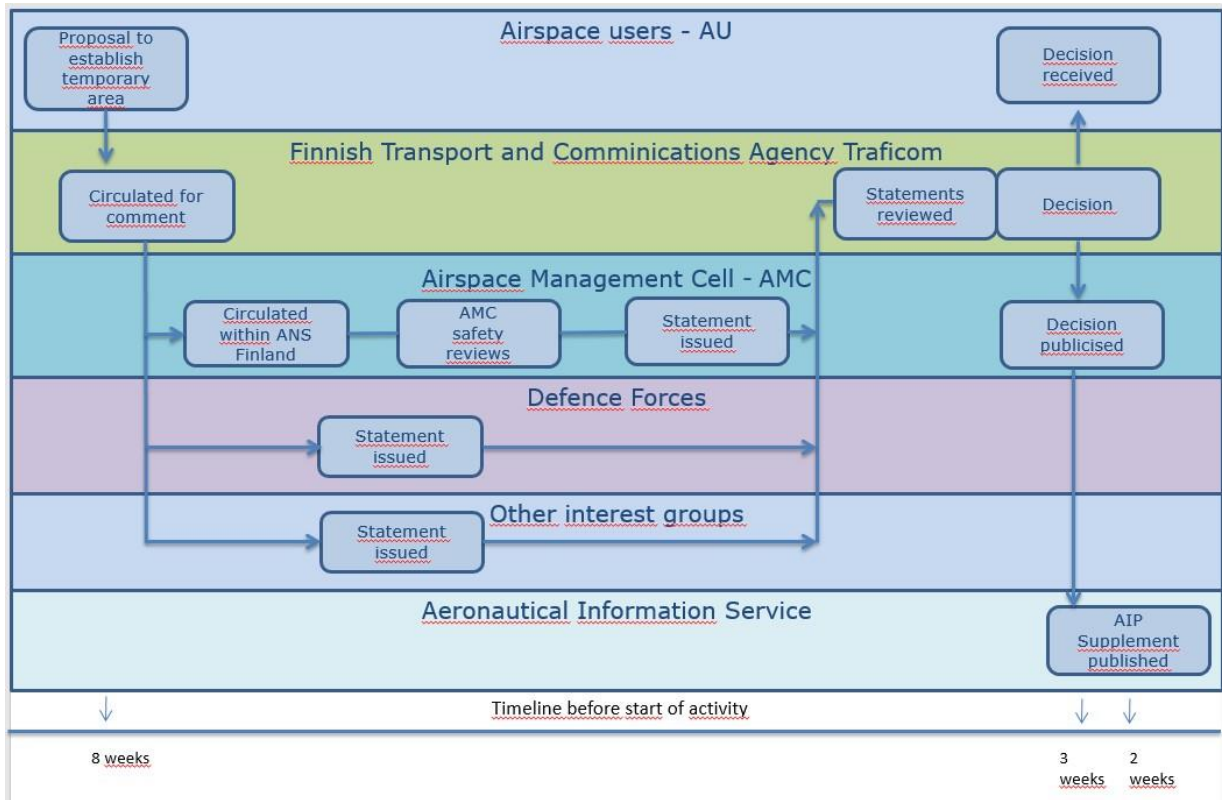 Airspace users - AU
Proposal to
establish
temporary
area
Decision
received
Finnish Transport and Comminications Agency Traficom
Circulated for
comment
Statements
reviewed
Decision
Airspace Management Cell - AMC
Circulated
within ANS
Finland
AMC
safety
reviews
Statement
issued
Decision
publicised
Defence Forces
Statement
issued
Other interest groups
Statement
issued
Aeronautical Information Service
AIP
Supplement
published
Timeline before start of activity
8 weeks
3
weeks
2
weeks